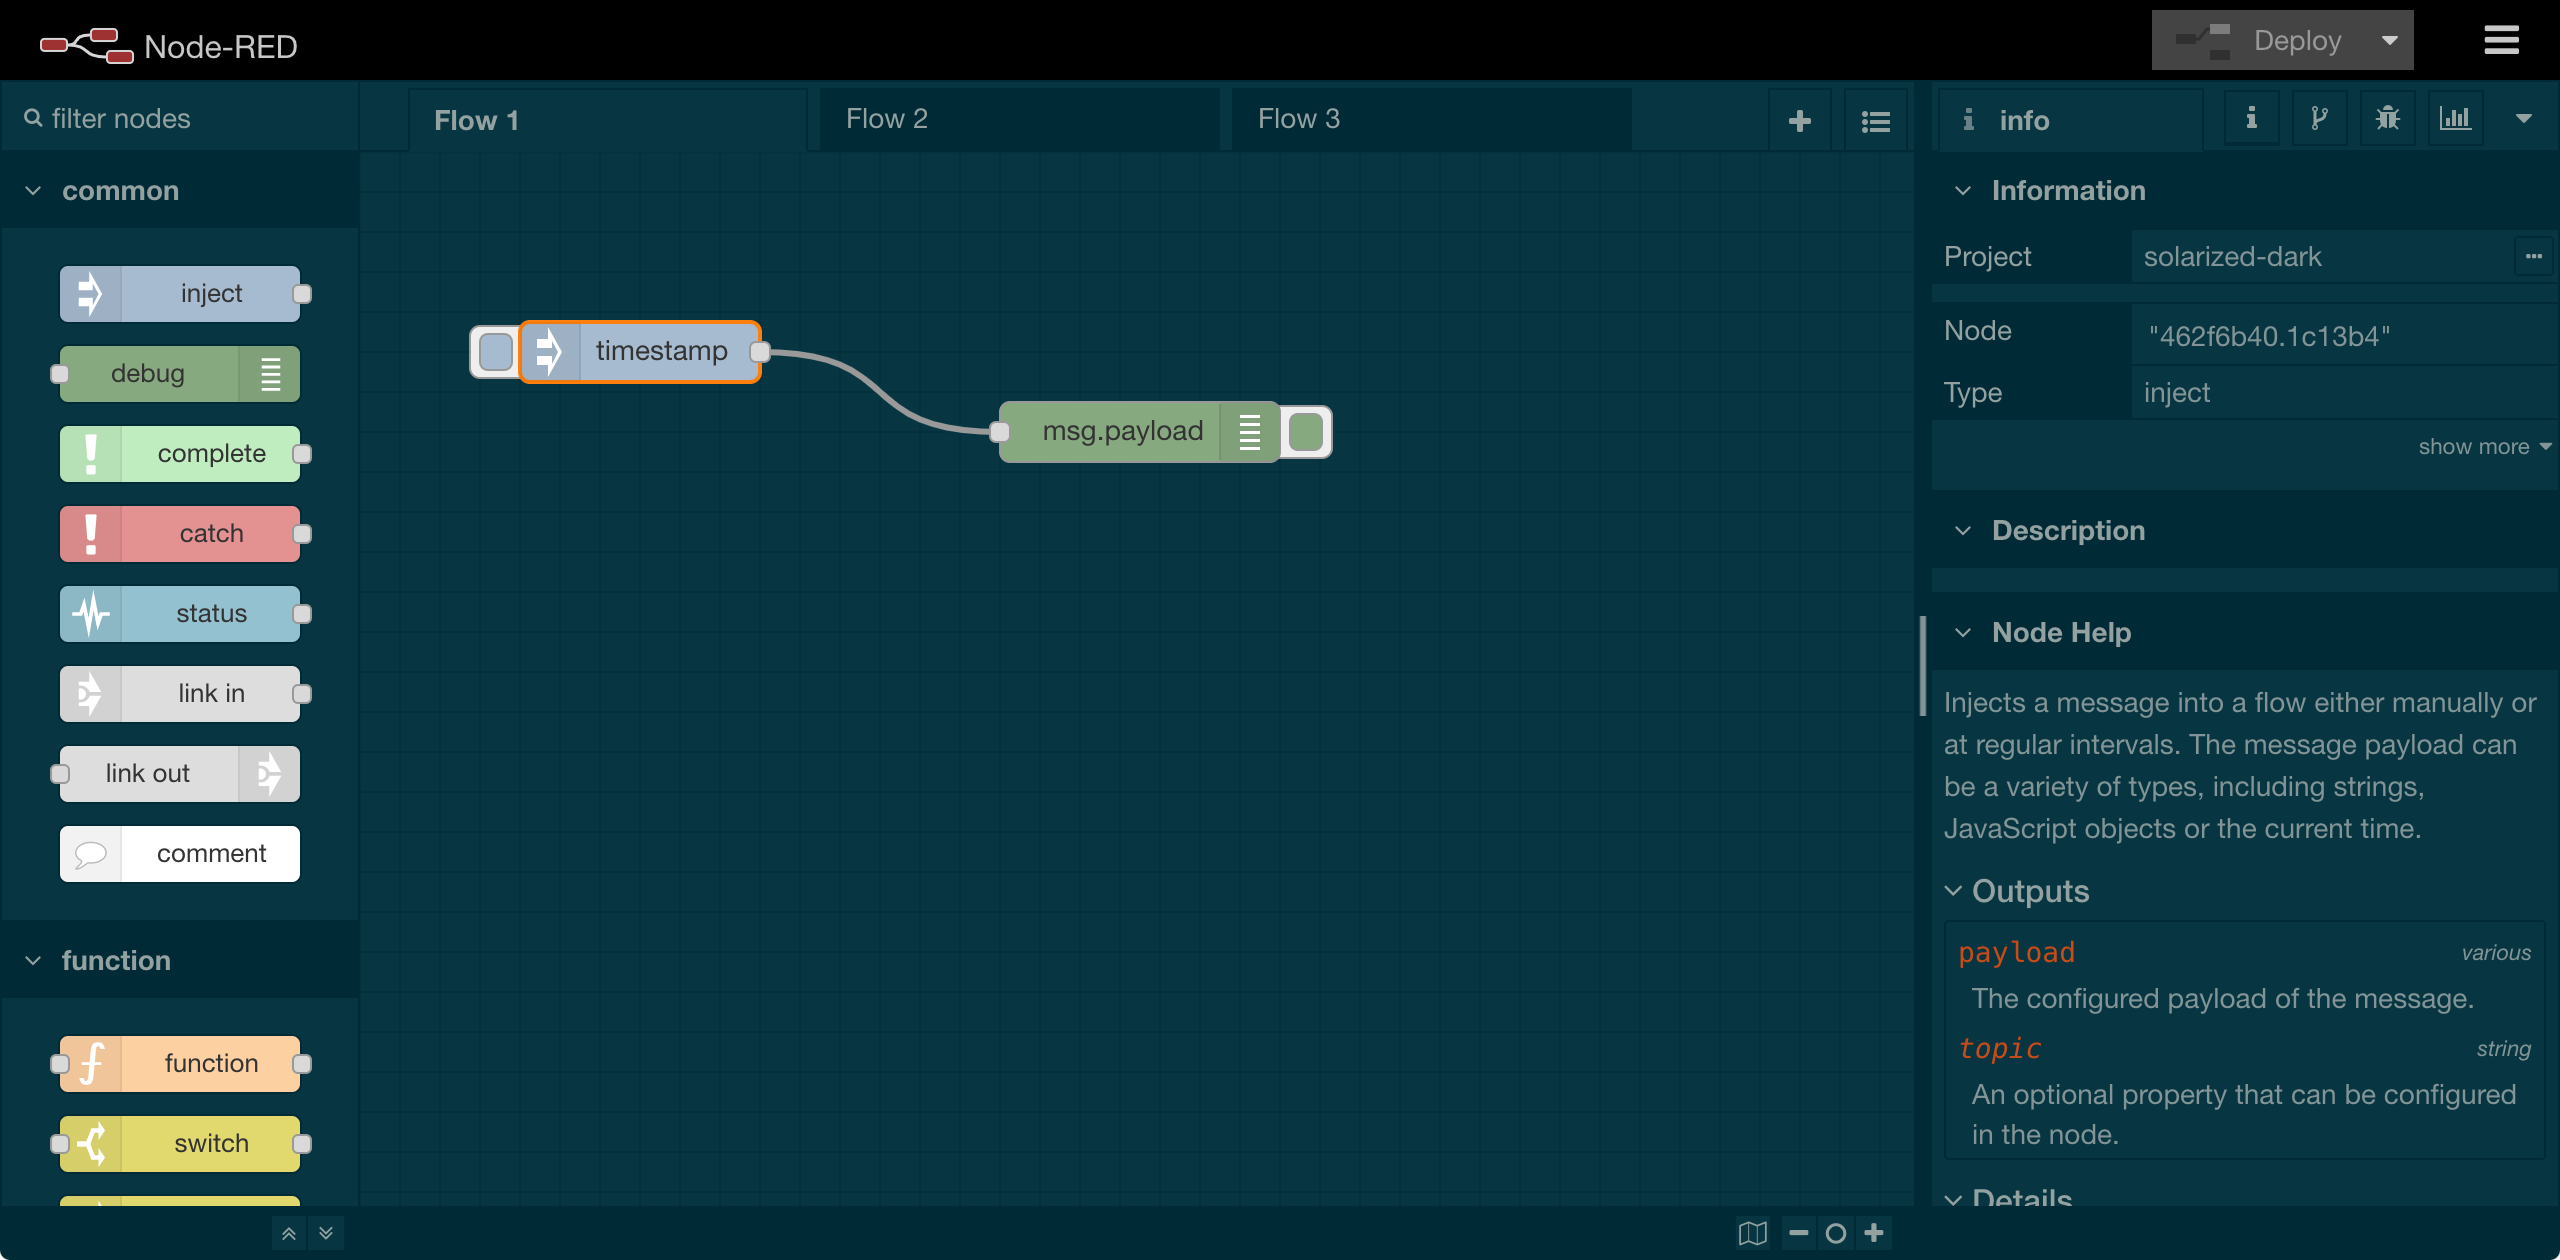 Node-RED
Deploy
filter nodes
Flow 1
Flow 2
Flow 3
info
common
inject
debug
complete
catch
status
link in
link out
comment
function
function
switch
timestamp
msg.payload
Information
Project
solarized-dark
Node
"462f6b40.1c13b4"
Type
inject
show more
Description
Node Help
Injects a message into a flow either manually or
at regular intervals. The message payload can
be a variety of types, including strings,
JavaScript objects or the current time.
Outputs
payload
various
The configured payload of the message.
topic
string
An optional property that can be configured
in the node.
Details